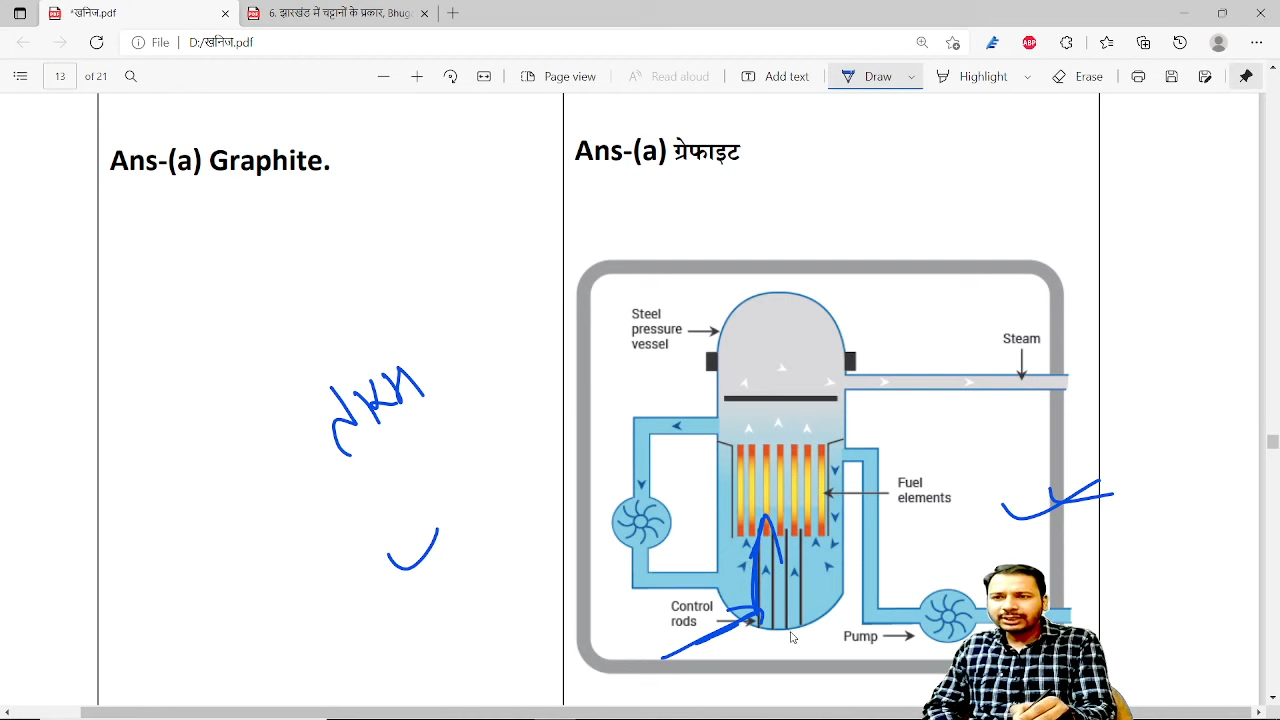 *खनिज.pdf
6. झारखंड में चट्टानों के प्रकार, Bhug
File
D:/खनिज.pdf
ABP
13
of 21
Page view
Read aloud
Add text
Draw
Highlight
Erase
Ans-(a) Graphite.
Ans-(a) ग्रेफाइट
Steel
pressure
vessel
Steam
Fuel
elements
Control
rods
Pump